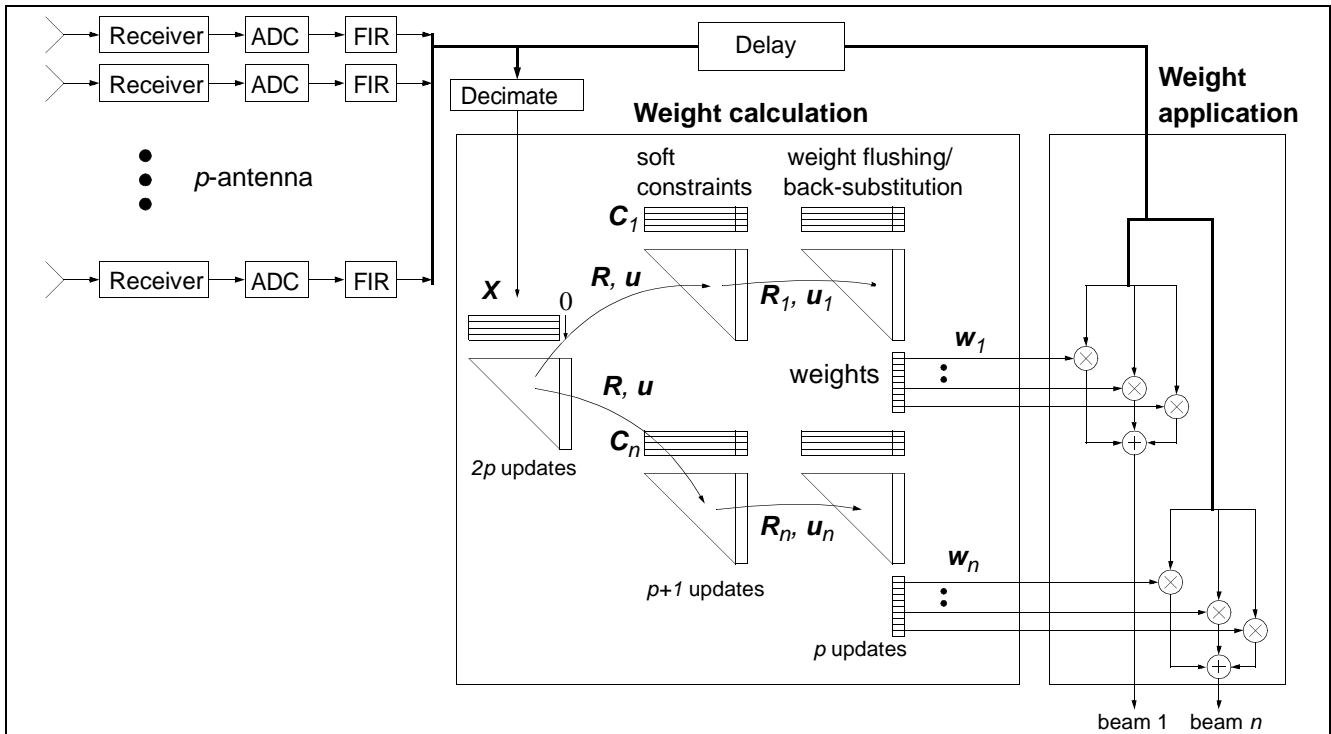 Receiver ADC FIR
Receiver ADC FIR
p-antenna
Receiver ADC FIR
Delay
Decimate
Weight calculation
Weight
application
soft
constraints
weight flushing/
back-substitution
C1
X
0
R, u
R1, u1
R, u
2p updates
weights
w1
Cn
Rn, un
p+1 updates
wn
p updates
beam 1 beam n